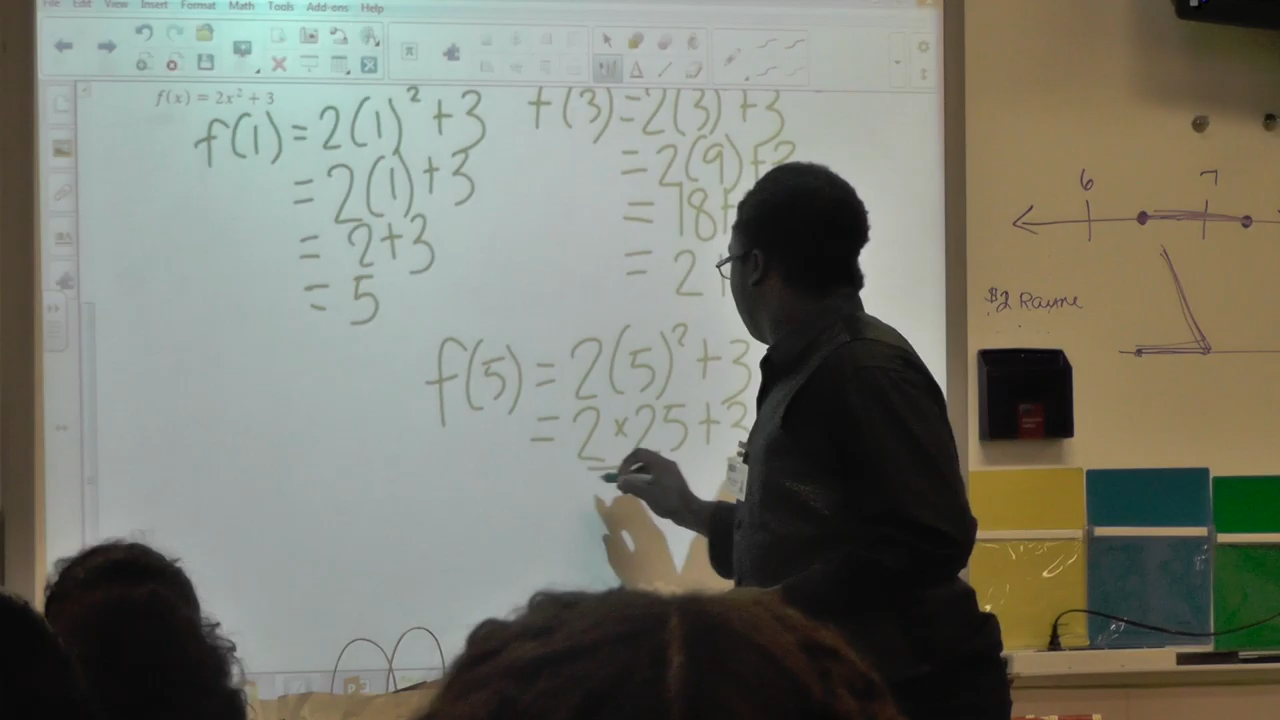 File Edit View Insert Format Math Tools Add-ons Help
f(x) = 2x² + 3
f(1) = 2(1)² + 3
= 2(1) + 3
= 2 + 3
= 5
f(3) = 2(3) + 3
= 2(9) + 3
= 18 +
= 2
f(5) = 2(5)² + 3
= 2 × 25 + 3
=
6 7
$2 Rayne